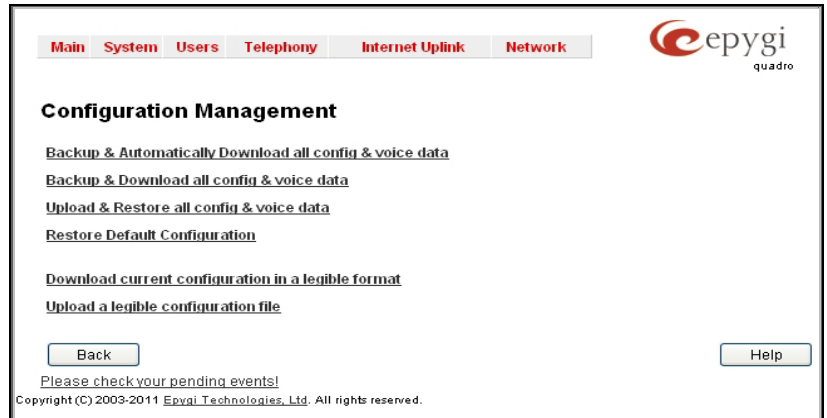 Main System Users Telephony Internet Uplink Network
epygi
quadro
Configuration Management
Backup & Automatically Download all config & voice data
Backup & Download all config & voice data
Upload & Restore all config & voice data
Restore Default Configuration
Download current configuration in a legible format
Upload a legible configuration file
Back Help
Please check your pending events!
Copyright (C) 2003-2011 Epygi Technologies, Ltd. All rights reserved.